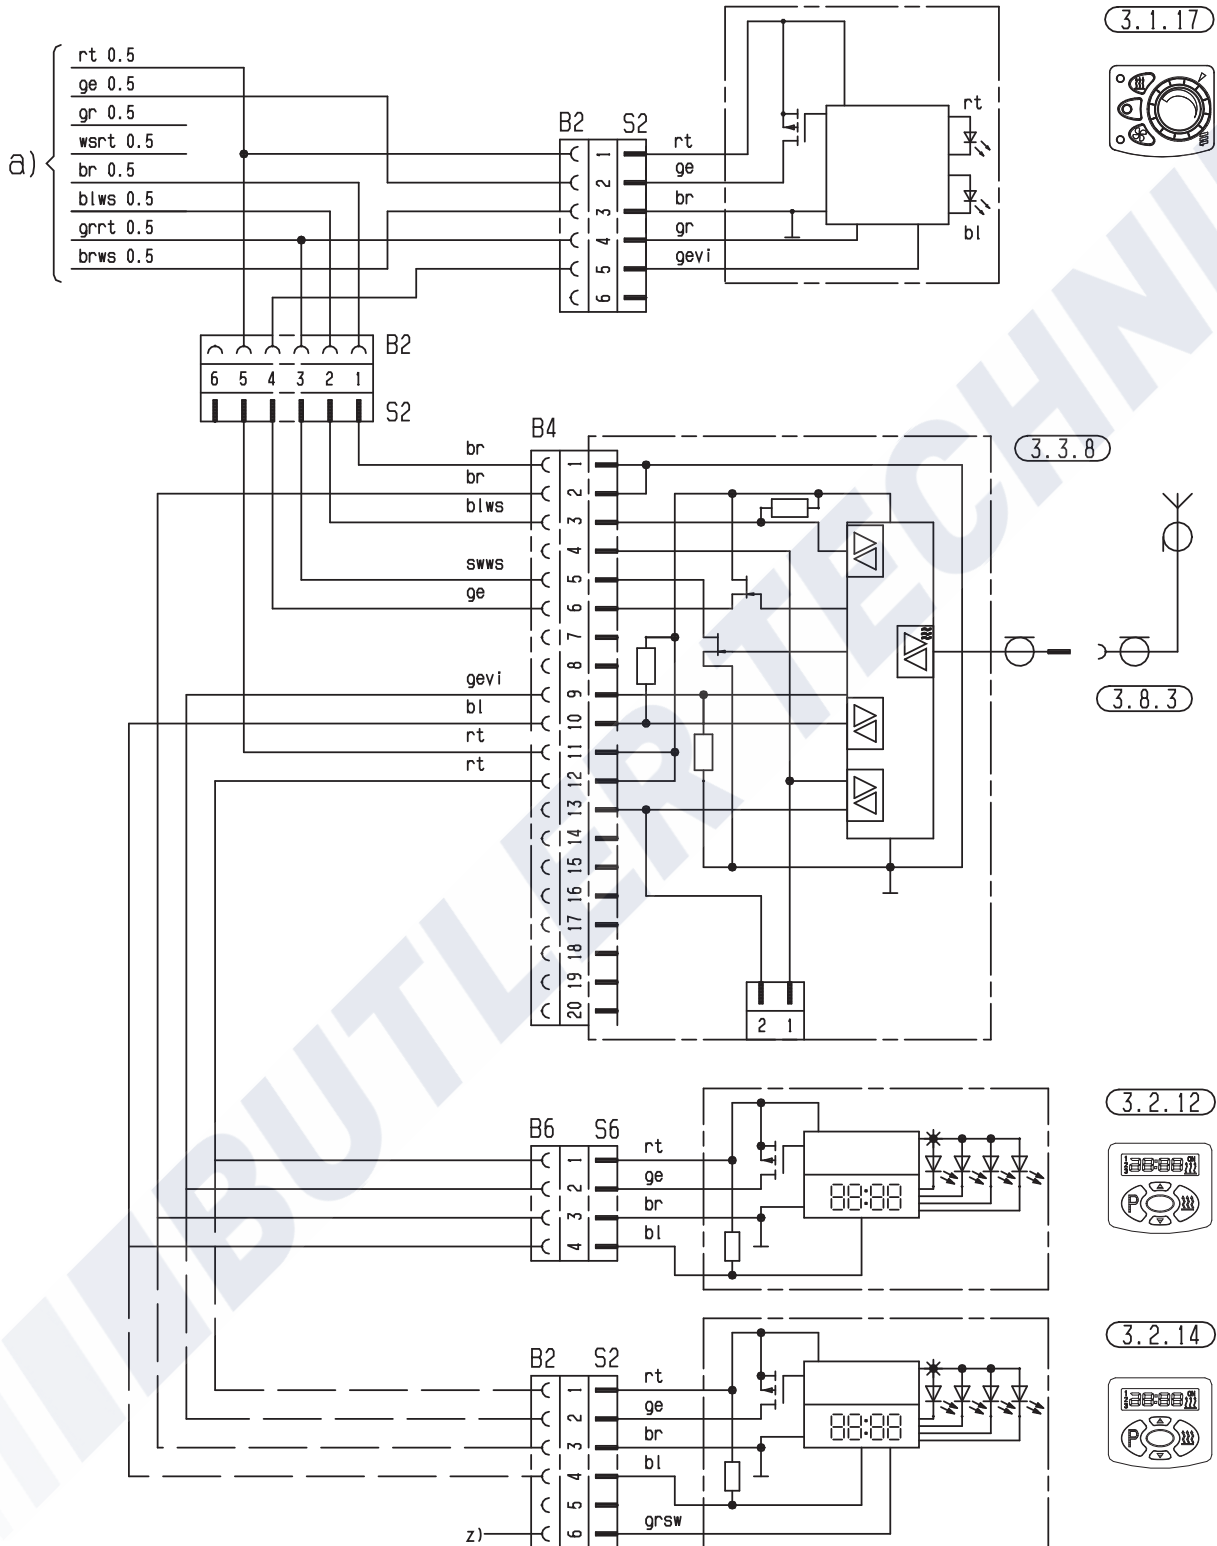 3.1.17
rt 0.5
ge 0.5
gr 0.5
wsrt 0.5
a)
br 0.5
blws 0.5
grrt 0.5
brws 0.5
B2 S2
1 rt
2 ge
3 br
4 gr
5 gevi
6
rt
bl
B2
6 5 4 3 2 1
S2
B4
3.3.8
br 1
br 2
blws 3
4
swws 5
ge 6
7
8
gevi 9
bl 10
rt 11
rt 12
13
14
15
16
17
18
19
20
2 1
3.8.3
3.2.12
B6 S6
1 rt
2 ge
3 br
4 bl
88:88
P
3.2.14
B2 S2
1 rt
2 ge
3 br
4 bl
5
z) 6 grsw
88:88
P
BUTLER TECHNI